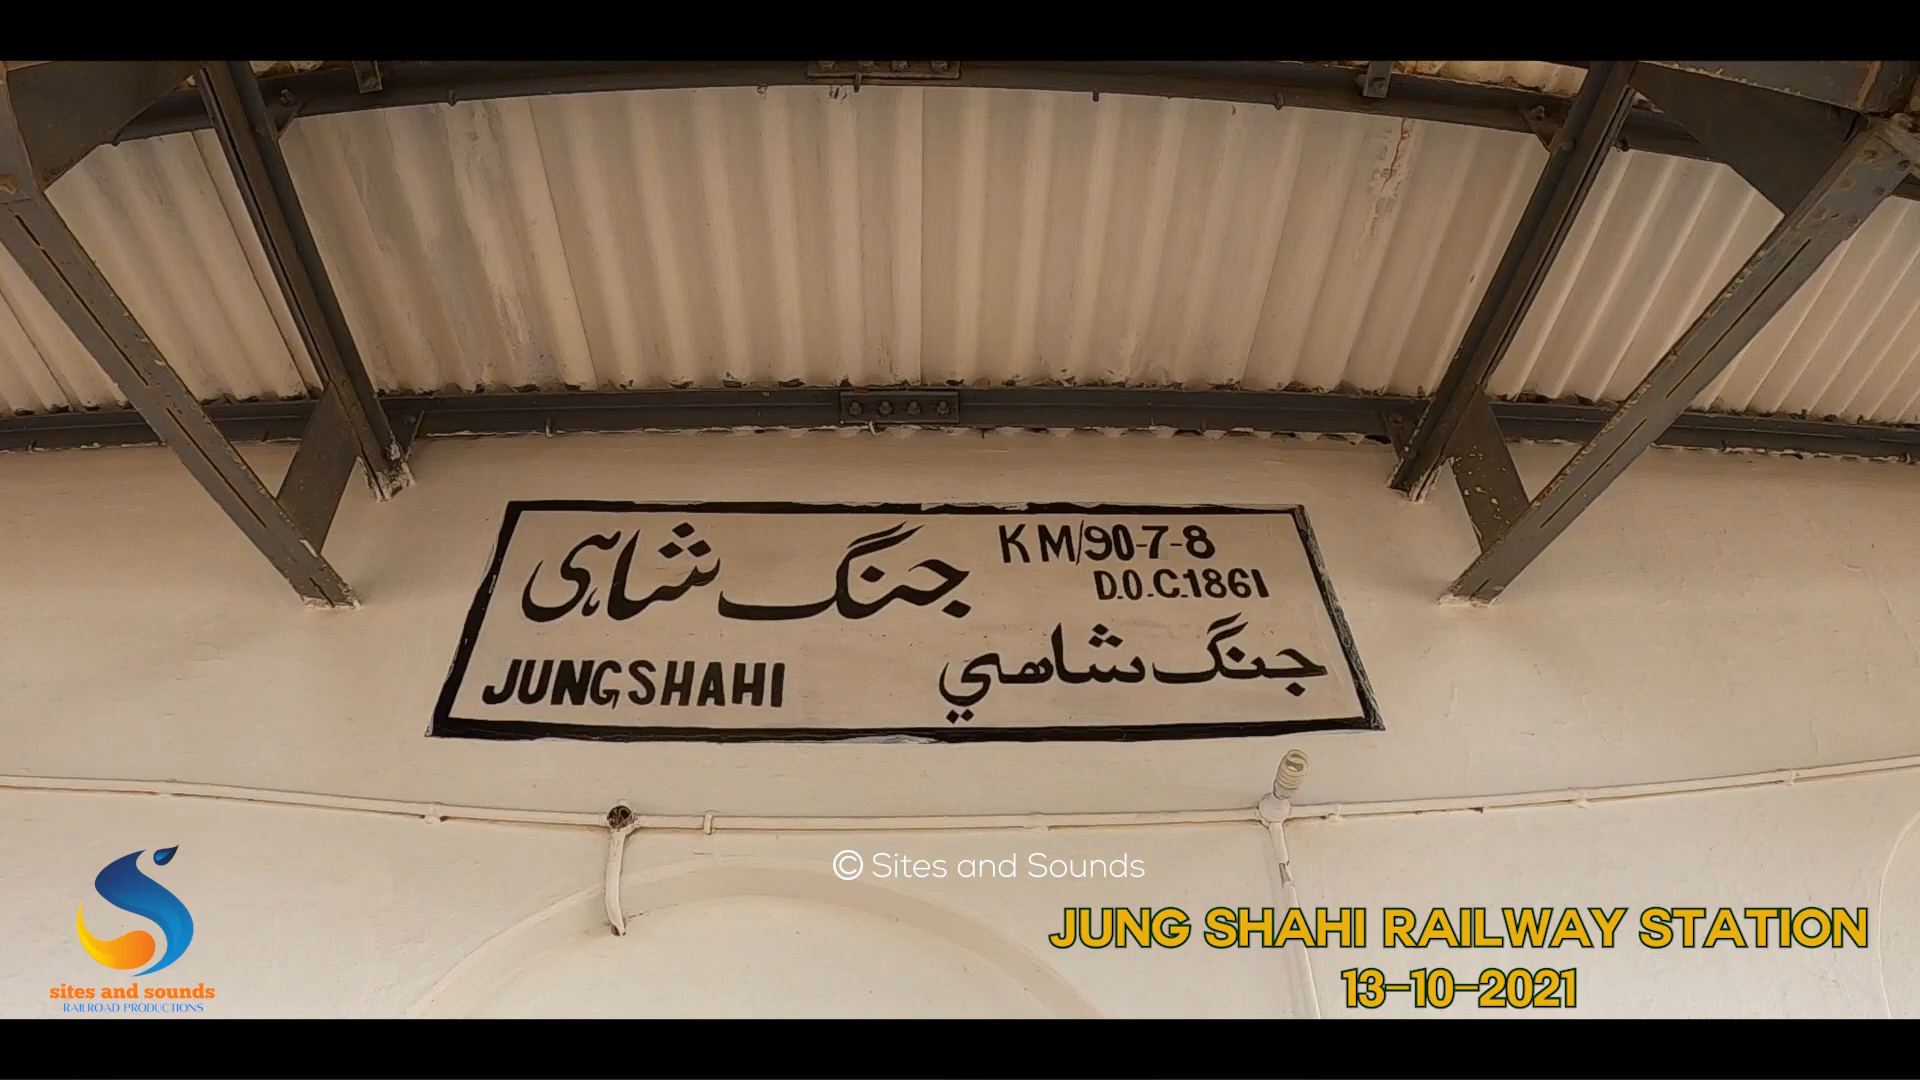 جنگ شاہی
KM/90-7-8
D.O.C.1861
JUNGSHAHI
جنگ شاهي
© Sites and Sounds
JUNG SHAHI RAILWAY STATION
13-10-2021
sites and sounds
RAILROAD PRODUCTIONS